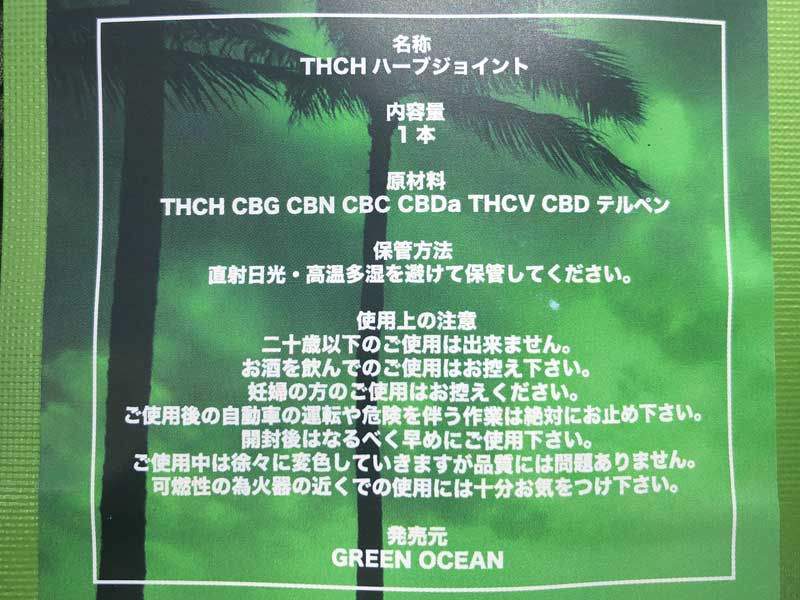 名称
THCH ハーブジョイント
内容量
1 本
原材料
THCH CBG CBN CBC CBDa THCV CBD テルペン
保管方法
直射日光・高温多湿を避けて保管してください。
使用上の注意
二十歳以下のご使用は出来ません。
お酒を飲んでのご使用はお控え下さい。
妊婦の方のご使用はお控えください。
ご使用後の自動車の運転や危険を伴う作業は絶対にお止め下さい。
開封後はなるべく早めにご使用下さい。
ご使用中は徐々に変色していきますが品質には問題ありません。
可燃性の為火器の近くでの使用には十分お気をつけ下さい。
発売元
GREEN OCEAN